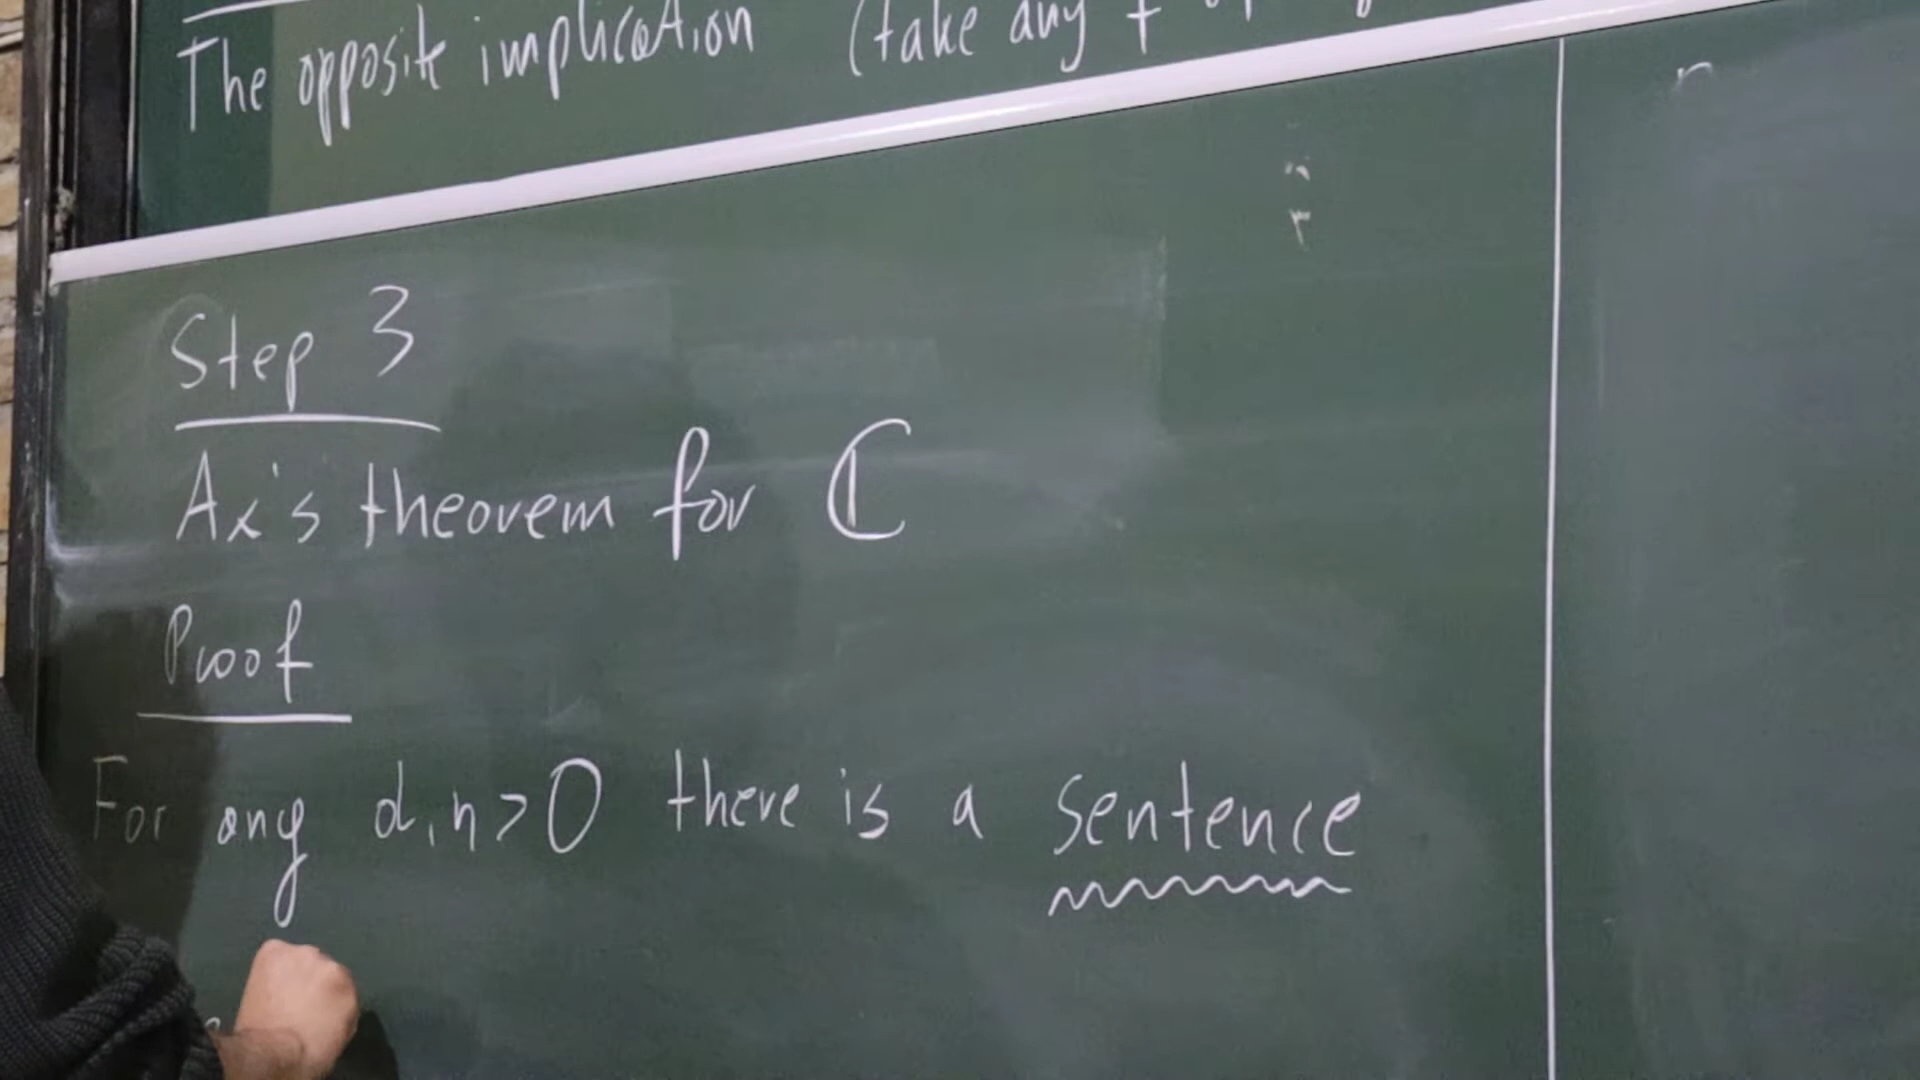 The opposite implication (take any
Step 3
Ax's theorem for ℂ
Proof
For any d, n > 0 there is a sentence